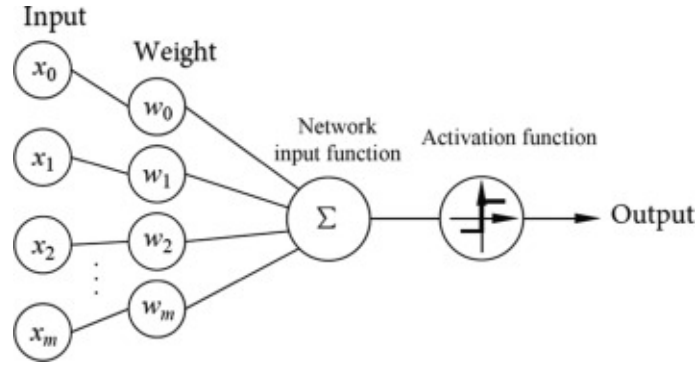 Input
Weight
x₀
w₀
x₁
w₁
x₂
w₂
⋮
xₘ
wₘ
Network
input function
Σ
Activation function
Output